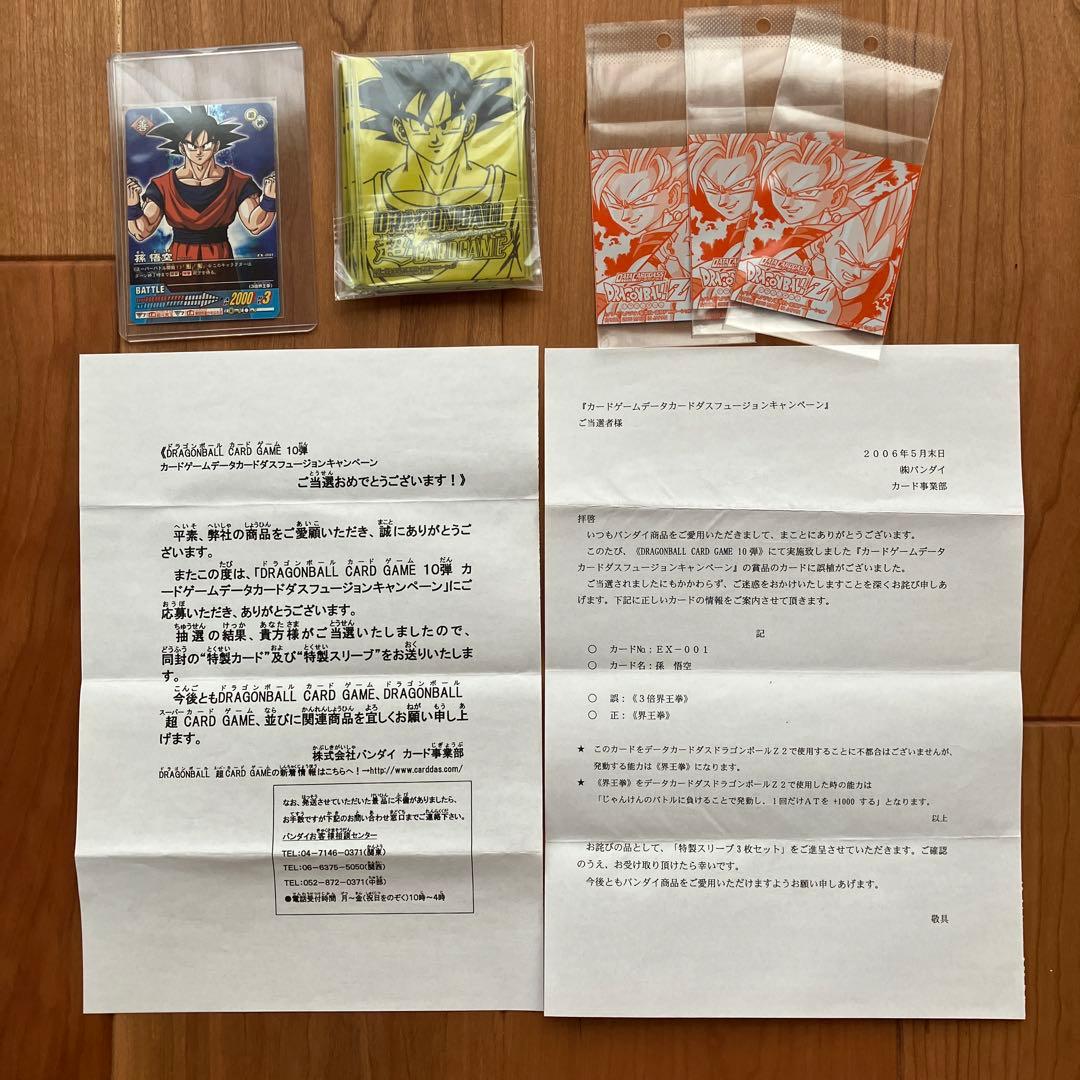 善
孫 悟空
EX-001
《3倍界王拳》
BATTLE
2000
3
DRAGONBALL
超 CARDGAME
DATA CARDDASS
DRAGONBALL Z
DATA CARDDASS
DRAGONBALL Z
DATA CARDDASS
DRAGONBALL Z
《DRAGONBALL CARD GAME 10弾
カードゲームデータカードダスフュージョンキャンペーン
ご当選おめでとうございます!》
平素、弊社の商品をご愛顧いただき、誠にありがとうご
ざいます。
またこの度は、「DRAGONBALL CARD GAME 10弾 カ
ードゲームデータカードダスフュージョンキャンペーン」にご
応募いただき、ありがとうございます。
抽選の結果、貴方様がご当選いたしましたので、
同封の“特製カード”及び“特製スリーブ”をお送りいたしま
す。
今後ともDRAGONBALL CARD GAME、DRAGONBALL
超 CARD GAME、並びに関連商品を宜しくお願い申し上
げます。
株式会社バンダイ カード事業部
DRAGONBALL 超CARD GAMEの新着情報はこちらへ!→http://www.carddas.com/
なお、発送させていただいた景品に不備がありましたら、
お手数ですが下記のお問い合わせ窓口までご連絡下さい。
バンダイお客様相談センター
TEL:04-7146-0371(関東)
TEL:06-6375-5050(関西)
TEL:052-872-0371(中部)
●電話受付時間 月~金(祝日をのぞく)10時~4時
『カードゲームデータカードダスフュージョンキャンペーン』
ご当選者様
2006年5月末日
㈱バンダイ
カード事業部
拝啓
いつもバンダイ商品をご愛用いただきまして、まことにありがとうございます。
このたび、《DRAGONBALL CARD GAME 10弾》にて実施致しました『カードゲームデータ
カードダスフュージョンキャンペーン』の賞品のカードに誤植がございました。
ご当選されましたにもかかわらず、ご迷惑をおかけいたしますことを深くお詫び申しあ
げます。下記に正しいカードの情報をご案内させて頂きます。
記
○ カード№:EX-001
○ カード名:孫 悟空
○ 誤:《3倍界王拳》
○ 正:《界王拳》
★ このカードをデータカードダスドラゴンボールZ2で使用することに不都合はございませんが、
発動する能力は《界王拳》になります。
★ 《界王拳》をデータカードダスドラゴンボールZ2で使用した時の能力は
「じゃんけんのバトルに負けることで発動し、1回だけATを +1000 する」となります。
以上
お詫びの品として、「特製スリーブ3枚セット」をご進呈させていただきます。ご確認
のうえ、お受け取り頂けたら幸いです。
今後ともバンダイ商品をご愛用いただけますようお願い申しあげます。
敬具